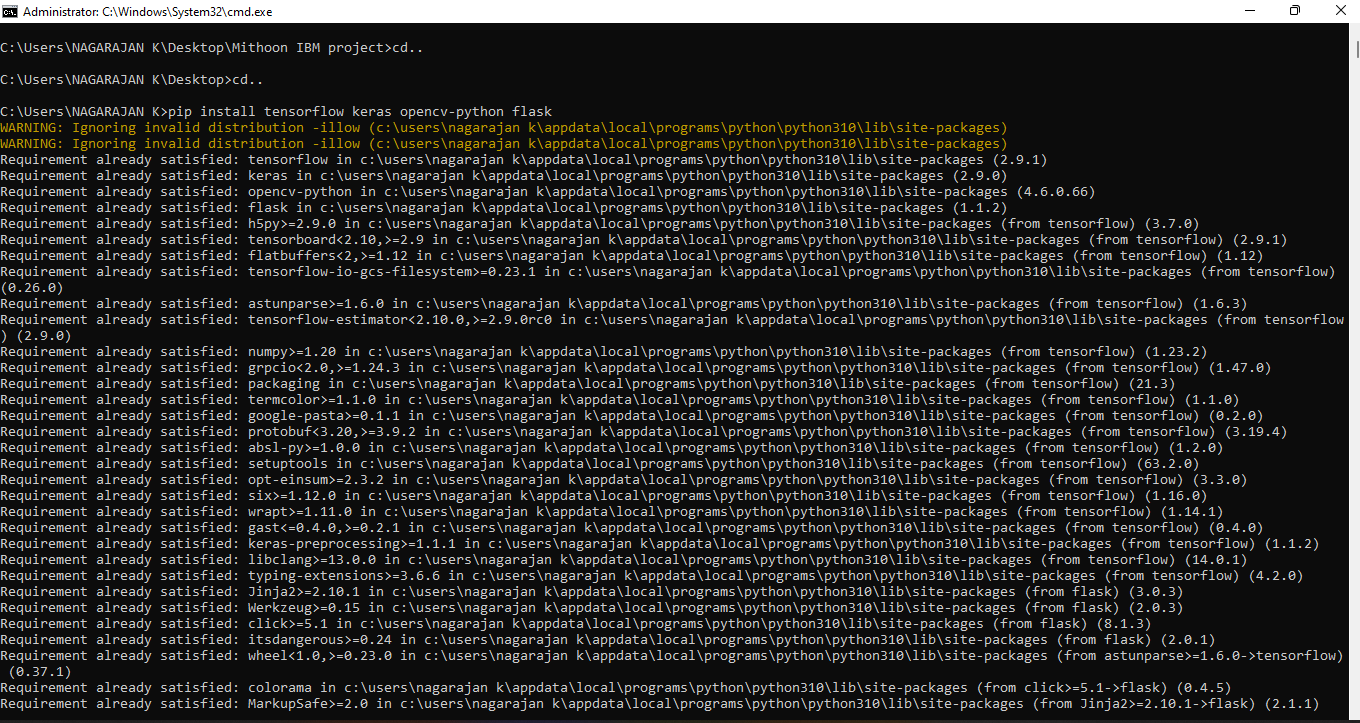 Administrator: C:\Windows\System32\cmd.exe
C:\Users\NAGARAJAN K\Desktop\Mithoon IBM project>cd..
C:\Users\NAGARAJAN K\Desktop>cd..
C:\Users\NAGARAJAN K>pip install tensorflow keras opencv-python flask
WARNING: Ignoring invalid distribution -illow (c:\users\nagarajan k\appdata\local\programs\python\python310\lib\site-packages)
WARNING: Ignoring invalid distribution -illow (c:\users\nagarajan k\appdata\local\programs\python\python310\lib\site-packages)
Requirement already satisfied: tensorflow in c:\users\nagarajan k\appdata\local\programs\python\python310\lib\site-packages (2.9.1)
Requirement already satisfied: keras in c:\users\nagarajan k\appdata\local\programs\python\python310\lib\site-packages (2.9.0)
Requirement already satisfied: opencv-python in c:\users\nagarajan k\appdata\local\programs\python\python310\lib\site-packages (4.6.0.66)
Requirement already satisfied: flask in c:\users\nagarajan k\appdata\local\programs\python\python310\lib\site-packages (1.1.2)
Requirement already satisfied: h5py>=2.9.0 in c:\users\nagarajan k\appdata\local\programs\python\python310\lib\site-packages (from tensorflow) (3.7.0)
Requirement already satisfied: tensorboard<2.10,>=2.9 in c:\users\nagarajan k\appdata\local\programs\python\python310\lib\site-packages (from tensorflow) (2.9.1)
Requirement already satisfied: flatbuffers<2,>=1.12 in c:\users\nagarajan k\appdata\local\programs\python\python310\lib\site-packages (from tensorflow) (1.12)
Requirement already satisfied: tensorflow-io-gcs-filesystem>=0.23.1 in c:\users\nagarajan k\appdata\local\programs\python\python310\lib\site-packages (from tensorflow)
(0.26.0)
Requirement already satisfied: astunparse>=1.6.0 in c:\users\nagarajan k\appdata\local\programs\python\python310\lib\site-packages (from tensorflow) (1.6.3)
Requirement already satisfied: tensorflow-estimator<2.10.0,>=2.9.0rc0 in c:\users\nagarajan k\appdata\local\programs\python\python310\lib\site-packages (from tensorflow
) (2.9.0)
Requirement already satisfied: numpy>=1.20 in c:\users\nagarajan k\appdata\local\programs\python\python310\lib\site-packages (from tensorflow) (1.23.2)
Requirement already satisfied: grpcio<2.0,>=1.24.3 in c:\users\nagarajan k\appdata\local\programs\python\python310\lib\site-packages (from tensorflow) (1.47.0)
Requirement already satisfied: packaging in c:\users\nagarajan k\appdata\local\programs\python\python310\lib\site-packages (from tensorflow) (21.3)
Requirement already satisfied: termcolor>=1.1.0 in c:\users\nagarajan k\appdata\local\programs\python\python310\lib\site-packages (from tensorflow) (1.1.0)
Requirement already satisfied: google-pasta>=0.1.1 in c:\users\nagarajan k\appdata\local\programs\python\python310\lib\site-packages (from tensorflow) (0.2.0)
Requirement already satisfied: protobuf<3.20,>=3.9.2 in c:\users\nagarajan k\appdata\local\programs\python\python310\lib\site-packages (from tensorflow) (3.19.4)
Requirement already satisfied: absl-py>=1.0.0 in c:\users\nagarajan k\appdata\local\programs\python\python310\lib\site-packages (from tensorflow) (1.2.0)
Requirement already satisfied: setuptools in c:\users\nagarajan k\appdata\local\programs\python\python310\lib\site-packages (from tensorflow) (63.2.0)
Requirement already satisfied: opt-einsum>=2.3.2 in c:\users\nagarajan k\appdata\local\programs\python\python310\lib\site-packages (from tensorflow) (3.3.0)
Requirement already satisfied: six>=1.12.0 in c:\users\nagarajan k\appdata\local\programs\python\python310\lib\site-packages (from tensorflow) (1.16.0)
Requirement already satisfied: wrapt>=1.11.0 in c:\users\nagarajan k\appdata\local\programs\python\python310\lib\site-packages (from tensorflow) (1.14.1)
Requirement already satisfied: gast<=0.4.0,>=0.2.1 in c:\users\nagarajan k\appdata\local\programs\python\python310\lib\site-packages (from tensorflow) (0.4.0)
Requirement already satisfied: keras-preprocessing>=1.1.1 in c:\users\nagarajan k\appdata\local\programs\python\python310\lib\site-packages (from tensorflow) (1.1.2)
Requirement already satisfied: libclang>=13.0.0 in c:\users\nagarajan k\appdata\local\programs\python\python310\lib\site-packages (from tensorflow) (14.0.1)
Requirement already satisfied: typing-extensions>=3.6.6 in c:\users\nagarajan k\appdata\local\programs\python\python310\lib\site-packages (from tensorflow) (4.2.0)
Requirement already satisfied: Jinja2>=2.10.1 in c:\users\nagarajan k\appdata\local\programs\python\python310\lib\site-packages (from flask) (3.0.3)
Requirement already satisfied: Werkzeug>=0.15 in c:\users\nagarajan k\appdata\local\programs\python\python310\lib\site-packages (from flask) (2.0.3)
Requirement already satisfied: click>=5.1 in c:\users\nagarajan k\appdata\local\programs\python\python310\lib\site-packages (from flask) (8.1.3)
Requirement already satisfied: itsdangerous>=0.24 in c:\users\nagarajan k\appdata\local\programs\python\python310\lib\site-packages (from flask) (2.0.1)
Requirement already satisfied: wheel<1.0,>=0.23.0 in c:\users\nagarajan k\appdata\local\programs\python\python310\lib\site-packages (from astunparse>=1.6.0->tensorflow)
(0.37.1)
Requirement already satisfied: colorama in c:\users\nagarajan k\appdata\local\programs\python\python310\lib\site-packages (from click>=5.1->flask) (0.4.5)
Requirement already satisfied: MarkupSafe>=2.0 in c:\users\nagarajan k\appdata\local\programs\python\python310\lib\site-packages (from Jinja2>=2.10.1->flask) (2.1.1)